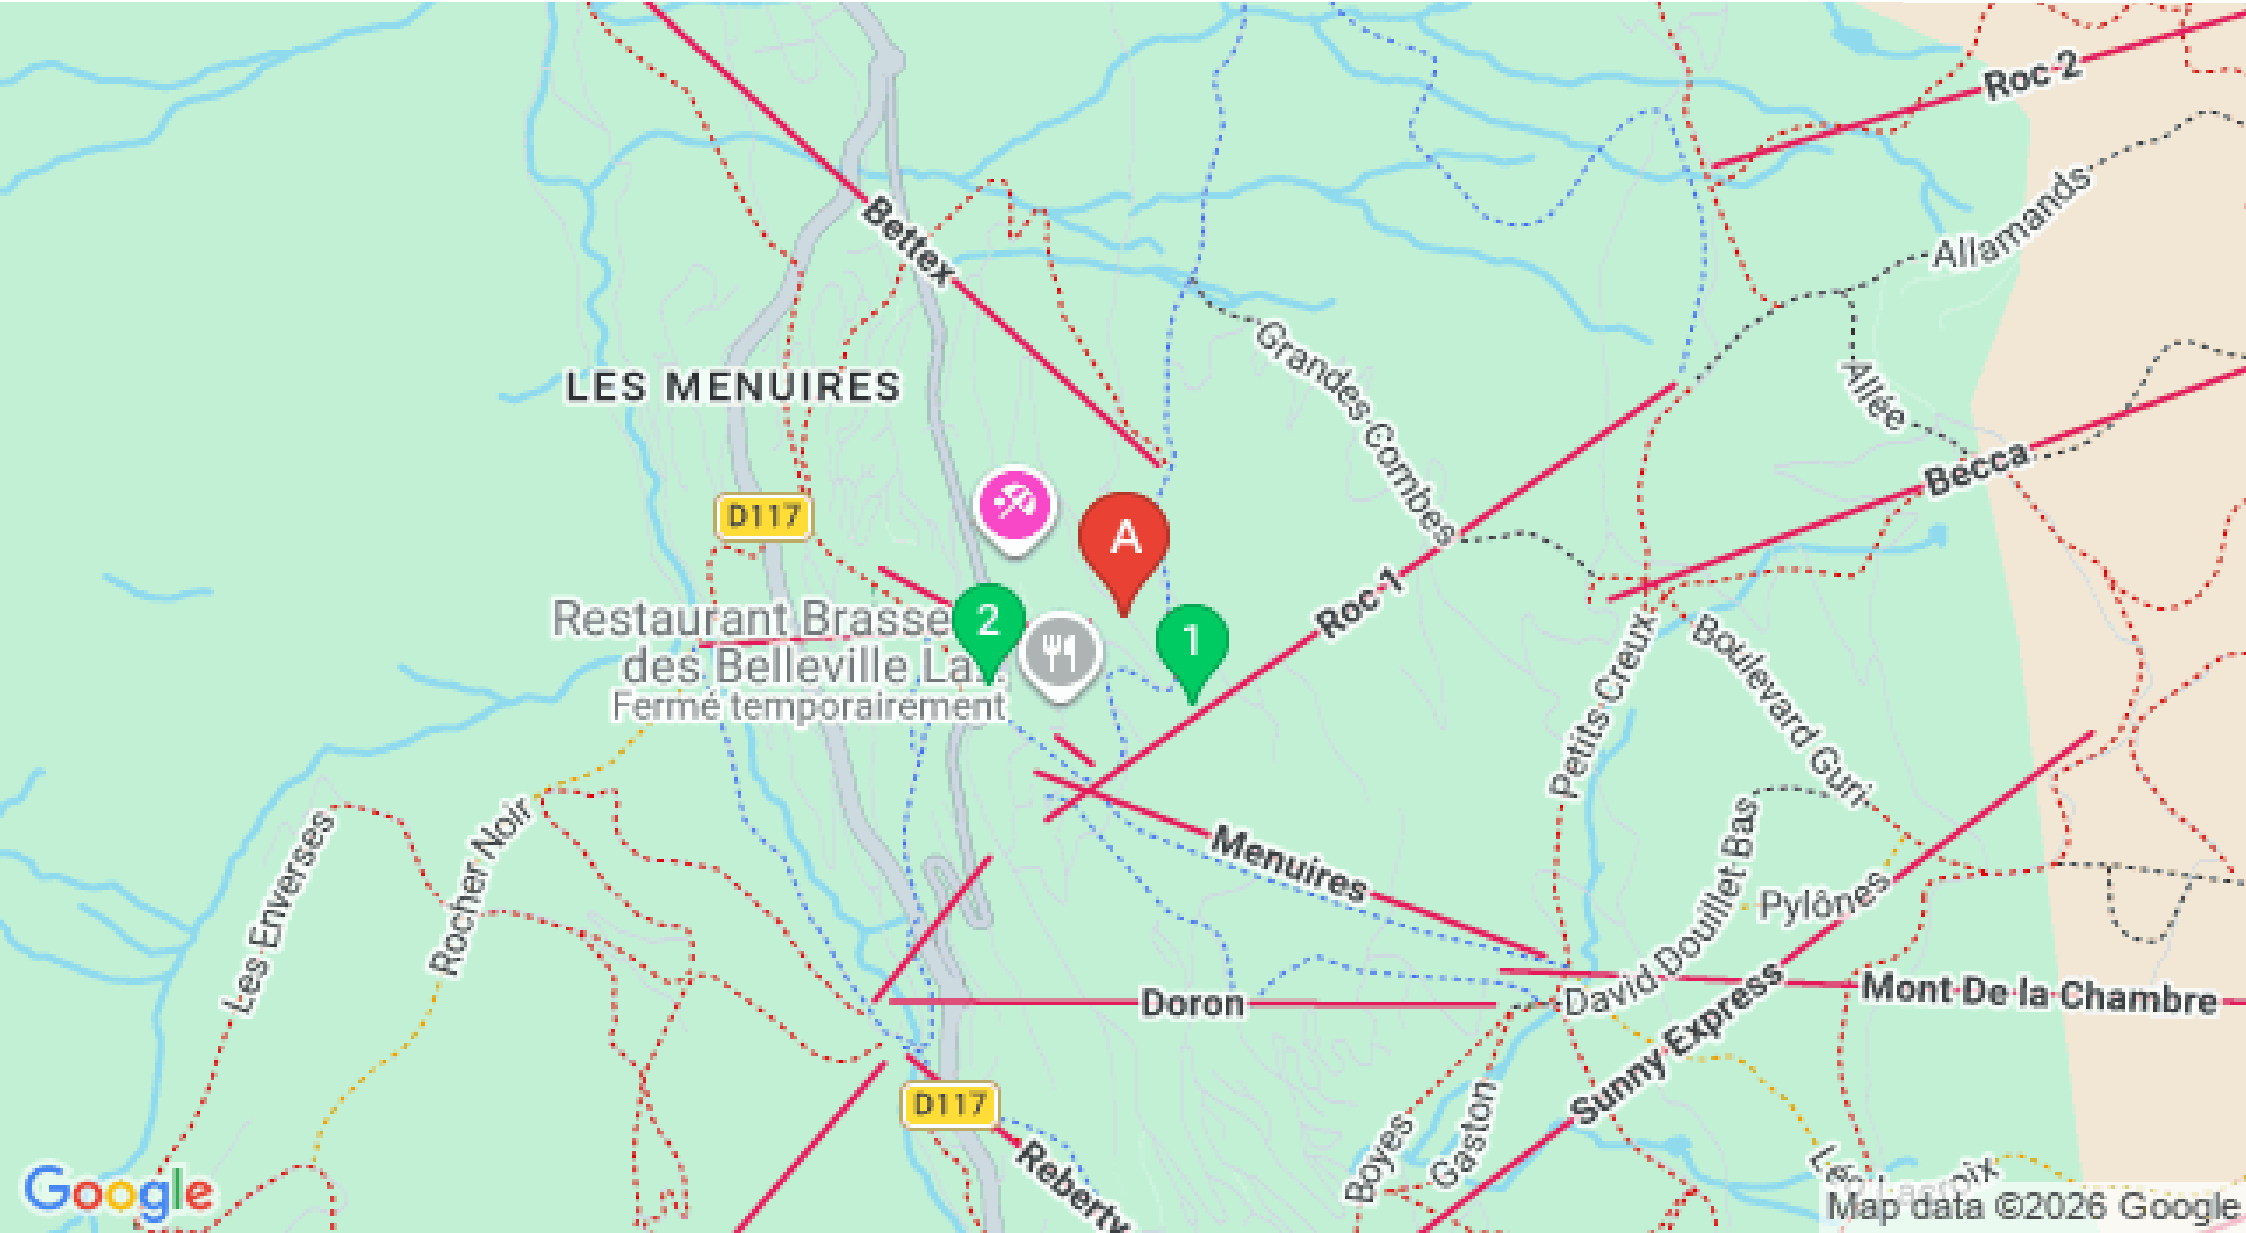 Roc 2
Allamands
Bettex
Grandes Combes
LES MENUIRES
Allée
Becca
D117
A
Roc 1
Restaurant Brasse
des Belleville La...
Fermé temporairement
2
1
Petits Creux
Boulevard Guri
Les Enverses
Rocher Noir
Menuires
David Douillet Bas
Pylônes
Doron
Mont De la Chambre
Sunny Express
D117
Reberty
Boyes
Gaston
Google
Map data ©2026 Google